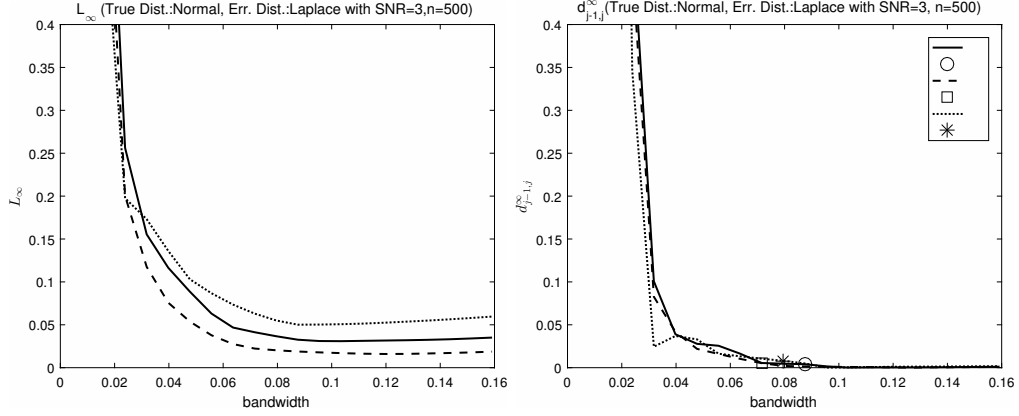 L_∞ (True Dist.:Normal, Err. Dist.:Laplace with SNR=3,n=500)
0.4
0.35
0.3
0.25
0.2
0.15
0.1
0.05
0
L∞
0 0.02 0.04 0.06 0.08 0.1 0.12 0.14 0.16
bandwidth
d^∞_{j-1,j}(True Dist.:Normal, Err. Dist.:Laplace with SNR=3, n=500)
0.4
0.35
0.3
0.25
0.2
0.15
0.1
0.05
0
d^∞_{j−1,j}
0 0.02 0.04 0.06 0.08 0.1 0.12 0.14 0.16
bandwidth